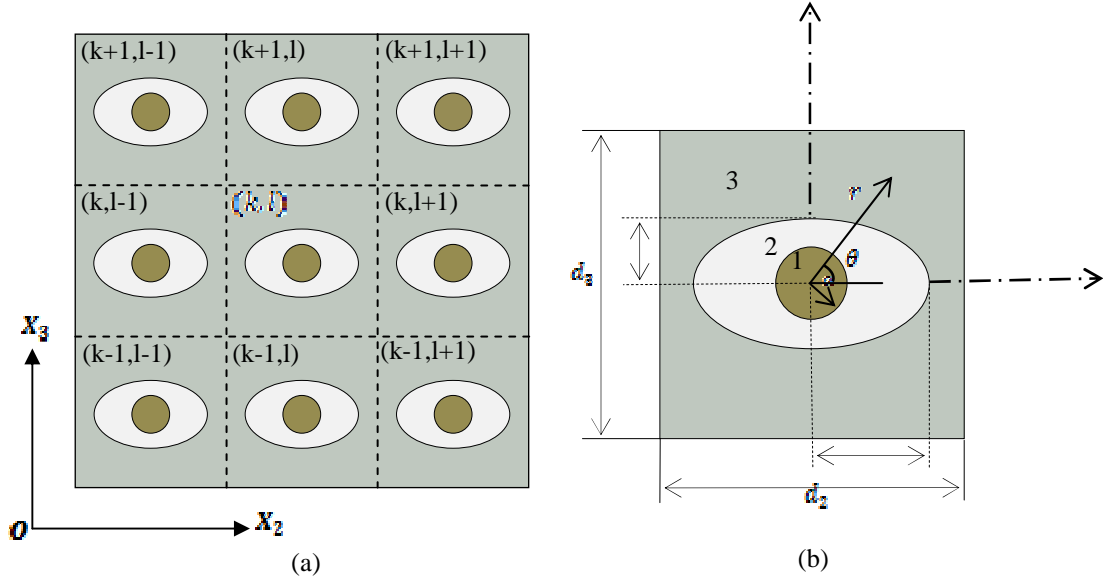 (k+1,l-1) (k+1,l) (k+1,l+1)
(k,l-1) (k,l) (k,l+1)
(k-1,l-1) (k-1,l) (k-1,l+1)
X₃
O X₂
(a)
3
r
2
1 θ
a
d₃
d₂
(b)